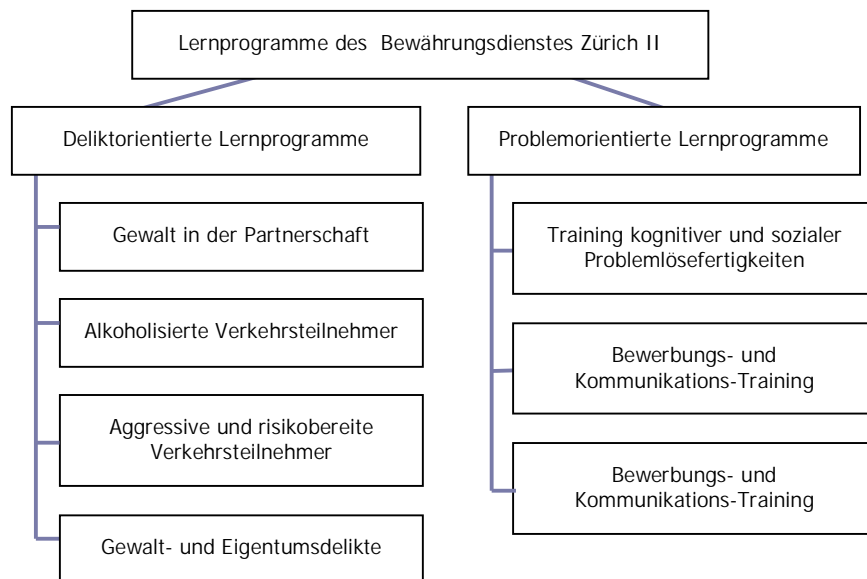 Lernprogramme des Bewährungsdienstes Zürich II
Deliktorientierte Lernprogramme
Gewalt in der Partnerschaft
Alkoholisierte Verkehrsteilnehmer
Aggressive und risikobereite
Verkehrsteilnehmer
Gewalt- und Eigentumsdelikte
Problemorientierte Lernprogramme
Training kognitiver und sozialer
Problemlösefertigkeiten
Bewerbungs- und
Kommunikations-Training
Bewerbungs- und
Kommunikations-Training